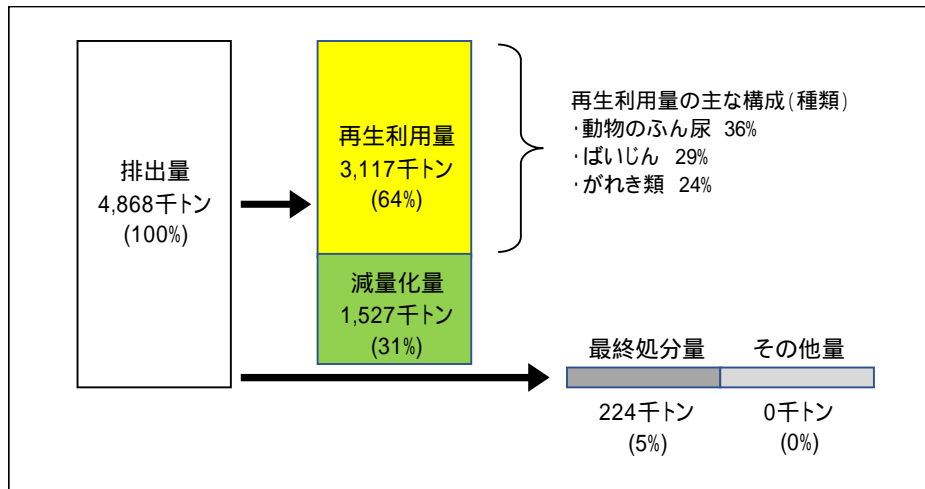 排出量
4,868千トン
(100%)
再生利用量
3,117千トン
(64%)
減量化量
1,527千トン
(31%)
再生利用量の主な構成(種類)
･動物のふん尿 36%
･ばいじん 29%
･がれき類 24%
最終処分量
その他量
224千トン
(5%)
0千トン
(0%)